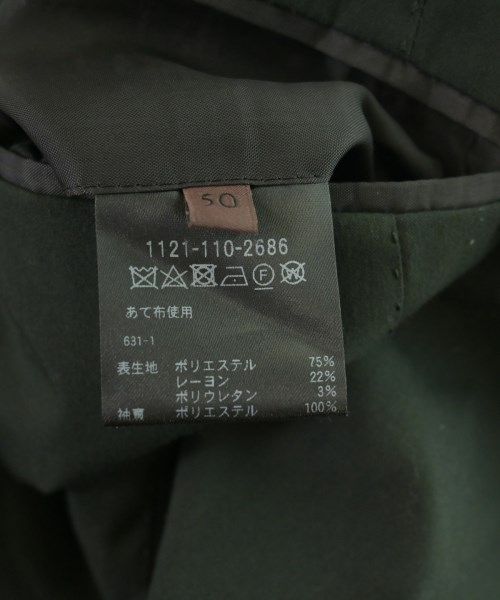 50
1121-110-2686
あて布使用
631-1
表生地 ポリエステル 75%
レーヨン 22%
ポリウレタン 3%
袖裏 ポリエステル 100%